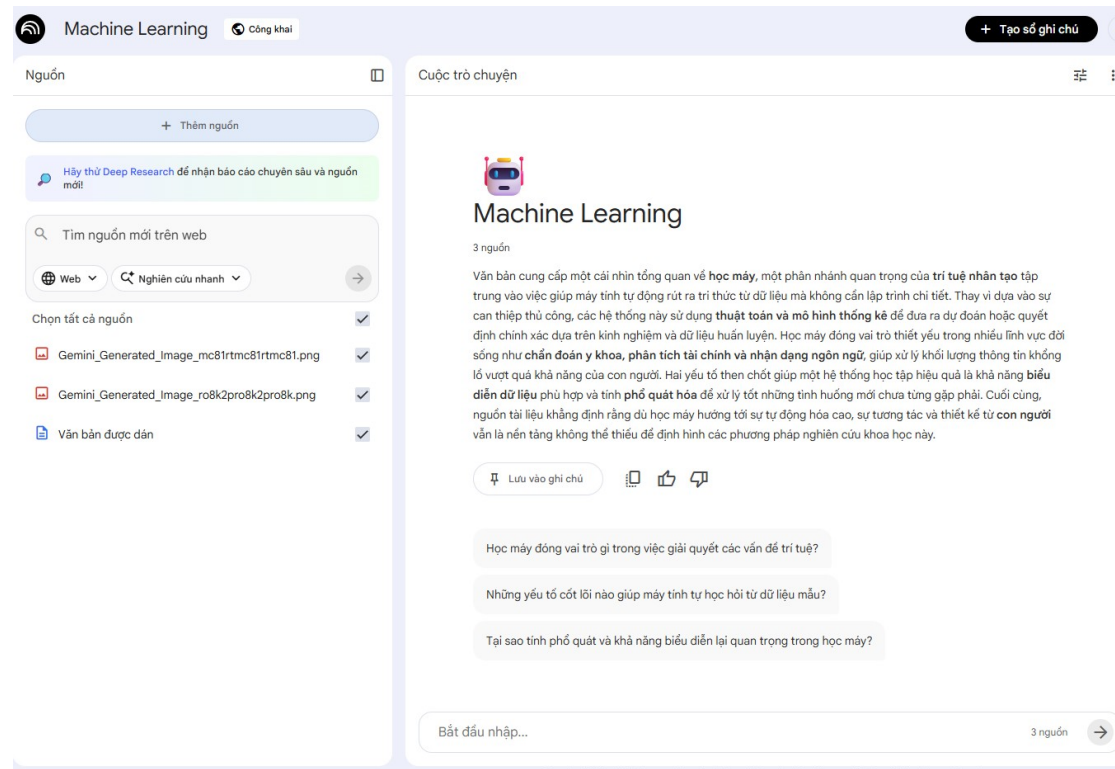 Machine Learning
Công khai
+ Tạo sổ ghi chú
Nguồn
+ Thêm nguồn
Hãy thử Deep Research để nhận báo cáo chuyên sâu và nguồn
mới!
Tìm nguồn mới trên web
Web
Nghiên cứu nhanh
Chọn tất cả nguồn
Gemini_Generated_Image_mc81rtmc81rtmc81.png
Gemini_Generated_Image_ro8k2pro8k2pro8k.png
Văn bản được dán
Cuộc trò chuyện
Machine Learning
3 nguồn
Văn bản cung cấp một cái nhìn tổng quan về học máy, một phân nhánh quan trọng của trí tuệ nhân tạo tập
trung vào việc giúp máy tính tự động rút ra tri thức từ dữ liệu mà không cần lập trình chi tiết. Thay vì dựa vào sự
can thiệp thủ công, các hệ thống này sử dụng thuật toán và mô hình thống kê để đưa ra dự đoán hoặc quyết
định chính xác dựa trên kinh nghiệm và dữ liệu huấn luyện. Học máy đóng vai trò thiết yếu trong nhiều lĩnh vực đời
sống như chẩn đoán y khoa, phân tích tài chính và nhận dạng ngôn ngữ, giúp xử lý khối lượng thông tin khổng
lồ vượt quá khả năng của con người. Hai yếu tố then chốt giúp một hệ thống học tập hiệu quả là khả năng biểu
diễn dữ liệu phù hợp và tính phổ quát hóa để xử lý tốt những tình huống mới chưa từng gặp phải. Cuối cùng,
nguồn tài liệu khẳng định rằng dù học máy hướng tới sự tự động hóa cao, sự tương tác và thiết kế từ con người
vẫn là nền tảng không thể thiếu để định hình các phương pháp nghiên cứu khoa học này.
Lưu vào ghi chú
Học máy đóng vai trò gì trong việc giải quyết các vấn đề trí tuệ?
Những yếu tố cốt lõi nào giúp máy tính tự học hỏi từ dữ liệu mẫu?
Tại sao tính phổ quát và khả năng biểu diễn lại quan trọng trong học máy?
Bắt đầu nhập...
3 nguồn